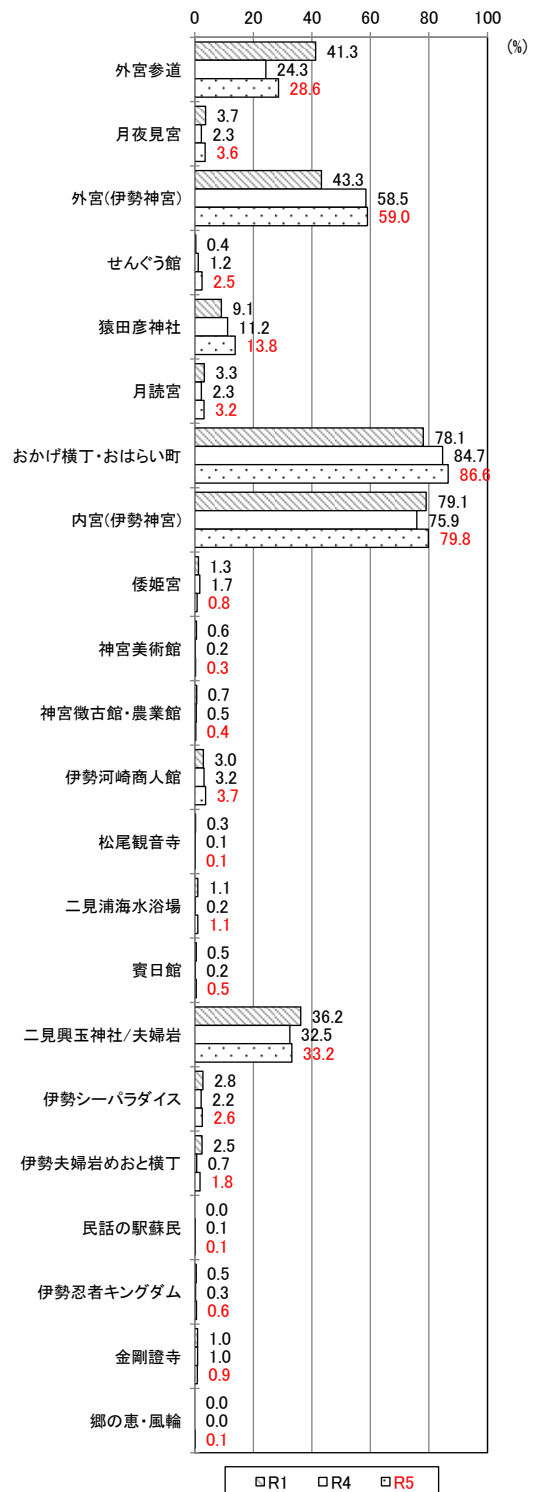 0 20 40 60 80 100
(%)
外宮参道
41.3
24.3
28.6
月夜見宮
3.7
2.3
3.6
外宮(伊勢神宮)
43.3
58.5
59.0
せんぐう館
0.4
1.2
2.5
猿田彦神社
9.1
11.2
13.8
月読宮
3.3
2.3
3.2
おかげ横丁・おはらい町
78.1
84.7
86.6
内宮(伊勢神宮)
79.1
75.9
79.8
倭姫宮
1.3
1.7
0.8
神宮美術館
0.6
0.2
0.3
神宮徴古館・農業館
0.7
0.5
0.4
伊勢河崎商人館
3.0
3.2
3.7
松尾観音寺
0.3
0.1
0.1
二見浦海水浴場
1.1
0.2
1.1
賓日館
0.5
0.2
0.5
二見興玉神社/夫婦岩
36.2
32.5
33.2
伊勢シーパラダイス
2.8
2.2
2.6
伊勢夫婦岩めおと横丁
2.5
0.7
1.8
民話の駅蘇民
0.0
0.1
0.1
伊勢忍者キングダム
0.5
0.3
0.6
金剛證寺
1.0
1.0
0.9
郷の恵・風輪
0.0
0.0
0.1
R1 R4 R5